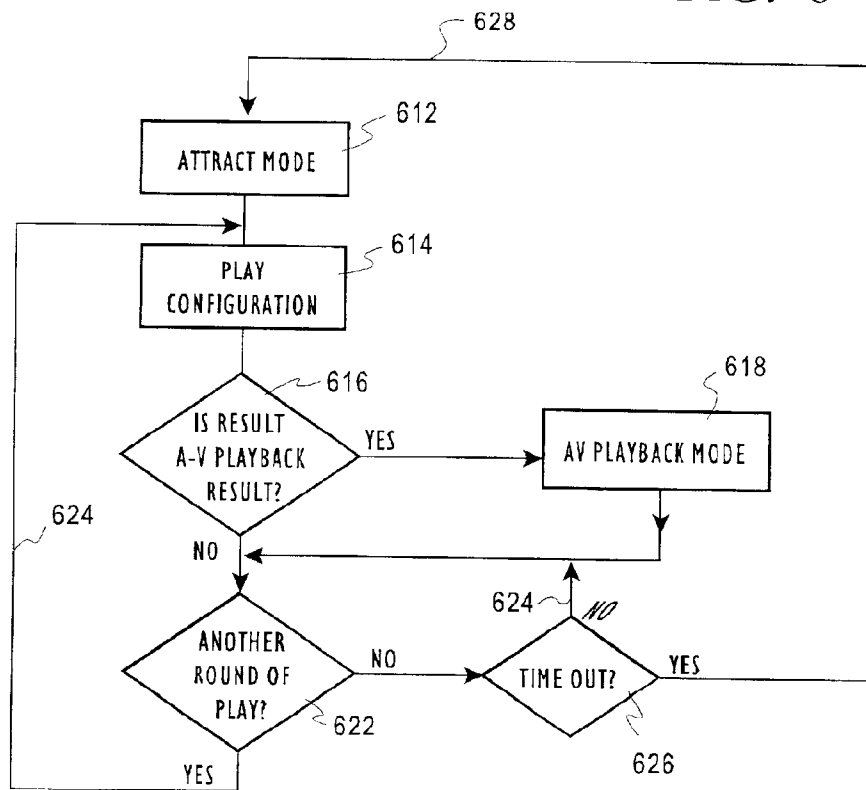 628
612
ATTRACT MODE
614
PLAY
CONFIGURATION
616
IS RESULT
A-V PLAYBACK
RESULT?
YES
618
AV PLAYBACK MODE
624
NO
624
NO
ANOTHER
ROUND OF
PLAY?
NO
TIME OUT?
YES
622
626
YES